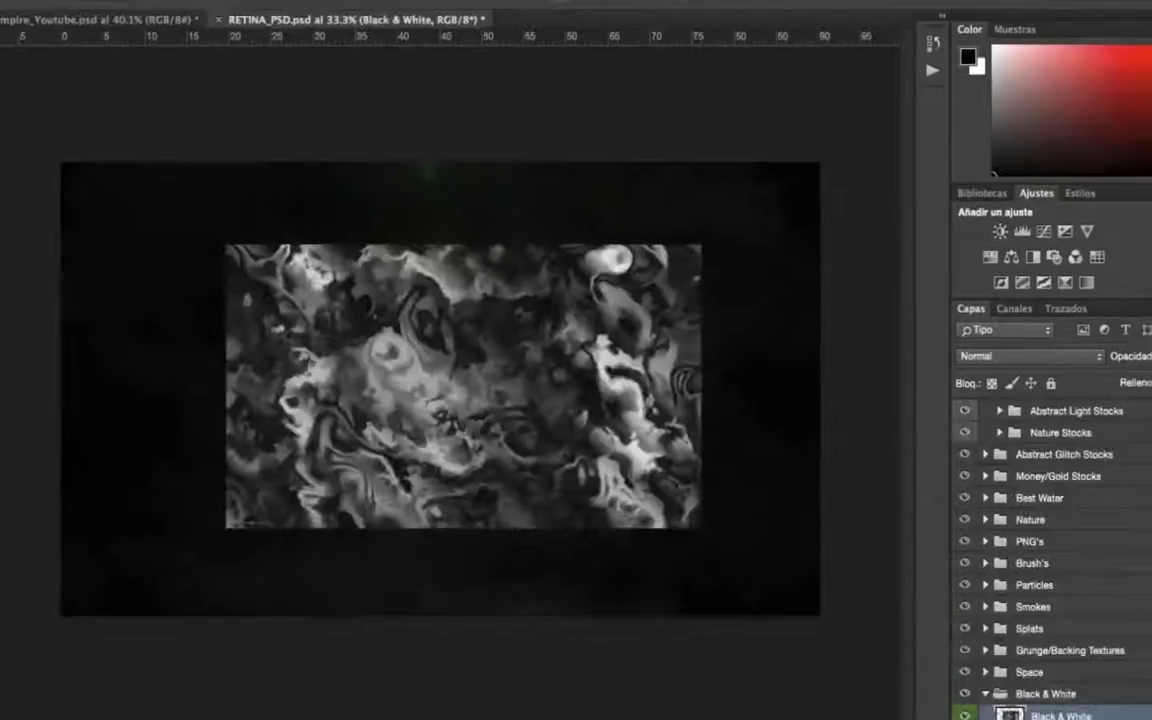 mpire_Youtube.psd al 40.1% (RGB/8#) *
RETINA_PSD.psd al 33.3% (Black & White, RGB/8*) *
5 0 5 10 15 20 25 30 35 40 45 50 55 60 65 70 75 80 85 90 95
Color Muestras
Bibliotecas Ajustes Estilos
Añadir un ajuste
Capas Canales Trazados
Tipo
Normal Opacidad
Bloq.: Relleno
Abstract Light Stocks
Nature Stocks
Abstract Glitch Stocks
Money/Gold Stocks
Best Water
Nature
PNG's
Brush's
Particles
Smokes
Splats
Grunge/Backing Textures
Space
Black & White
Black & White